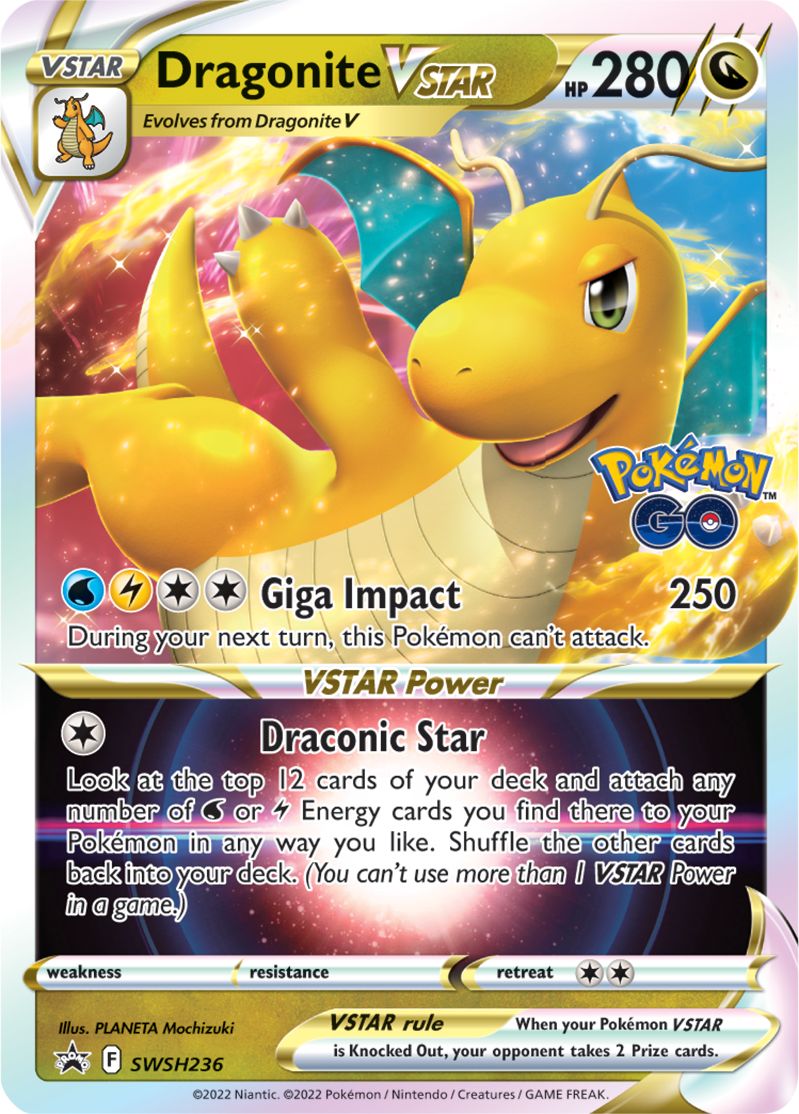 VSTAR
Dragonite VSTAR
HP 280
Evolves from Dragonite V
Pokémon™
GO
Giga Impact 250
During your next turn, this Pokémon can't attack.
VSTAR Power
Draconic Star
Look at the top 12 cards of your deck and attach any
number of or Energy cards you find there to your
Pokémon in any way you like. Shuffle the other cards
back into your deck. (You can't use more than 1 VSTAR Power
in a game.)
weakness resistance retreat
Illus. PLANETA Mochizuki
VSTAR rule When your Pokémon VSTAR
is Knocked Out, your opponent takes 2 Prize cards.
PROMO F SWSH236
©2022 Niantic. ©2022 Pokémon / Nintendo / Creatures / GAME FREAK.